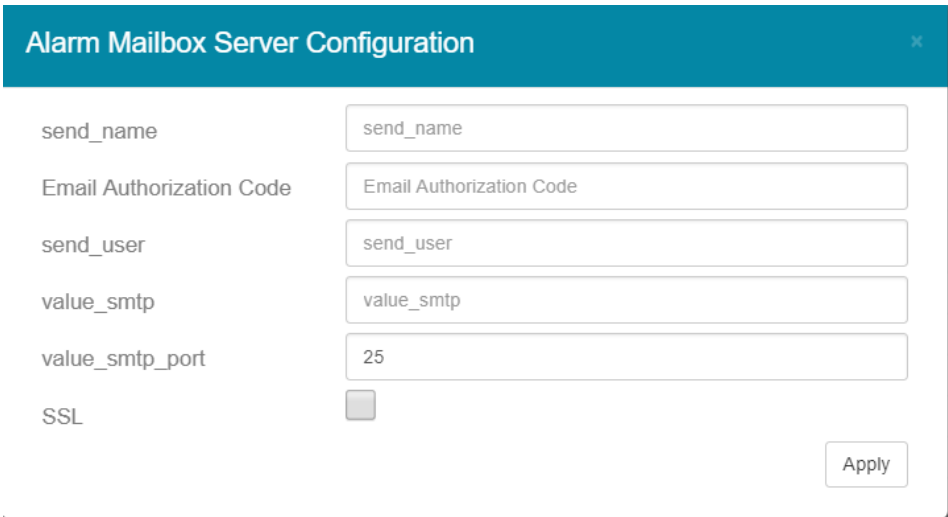 Alarm Mailbox Server Configuration ×
send_name send_name
Email Authorization Code Email Authorization Code
send_user send_user
value_smtp value_smtp
value_smtp_port 25
SSL
Apply